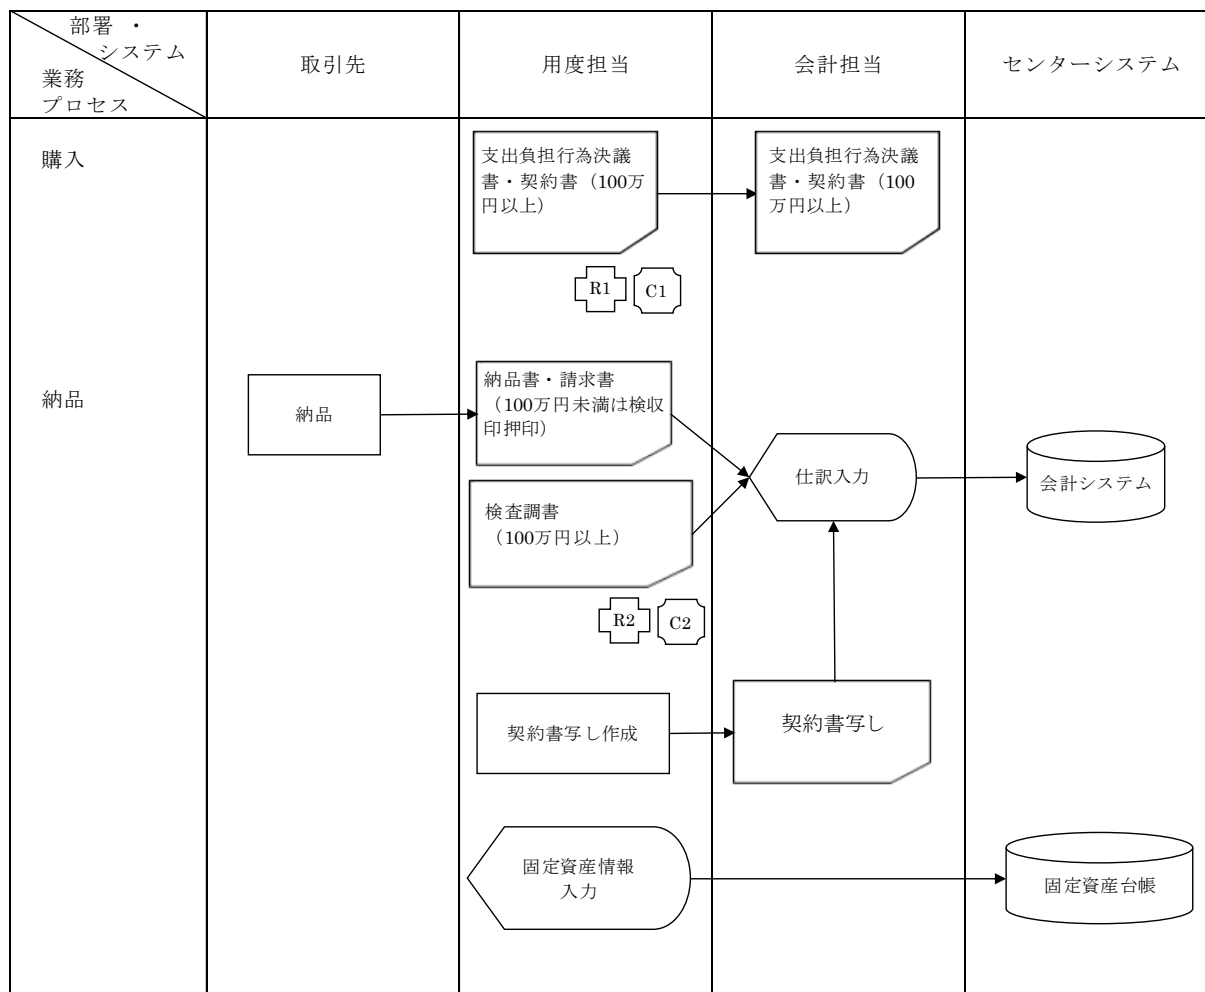 部署 ・
システム
業務
プロセス
取引先
用度担当
会計担当
センターシステム
購入
支出負担行為決議
書・契約書（100万
円以上）
支出負担行為決議
書・契約書（100
万円以上）
R1
C1
納品
納品
納品書・請求書
（100万円未満は検収
印押印）
仕訳入力
会計システム
検査調書
（100万円以上）
R2
C2
契約書写し作成
契約書写し
固定資産情報
入力
固定資産台帳